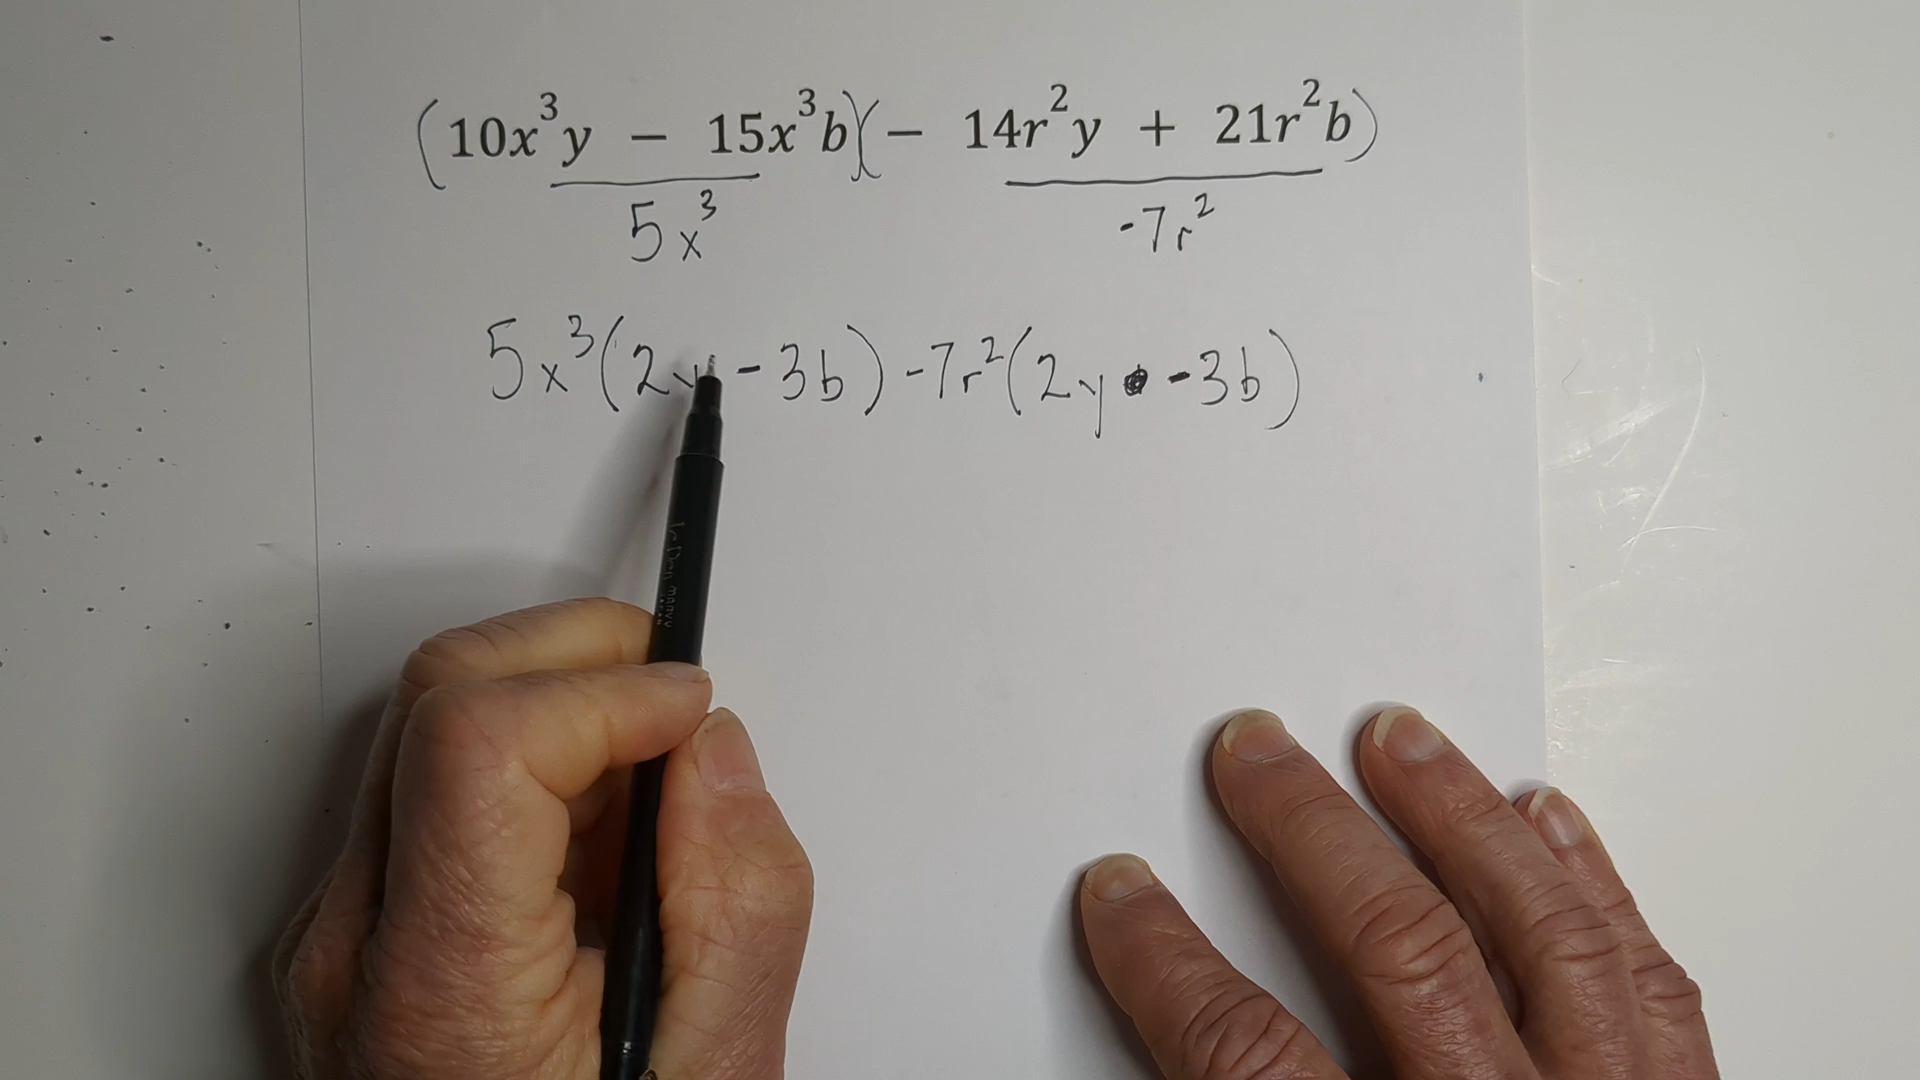 (10x³y − 15x³b)(− 14r²y + 21r²b)
5x³ -7r²
5x³(2y - 3b) -7r²(2y - 3b)